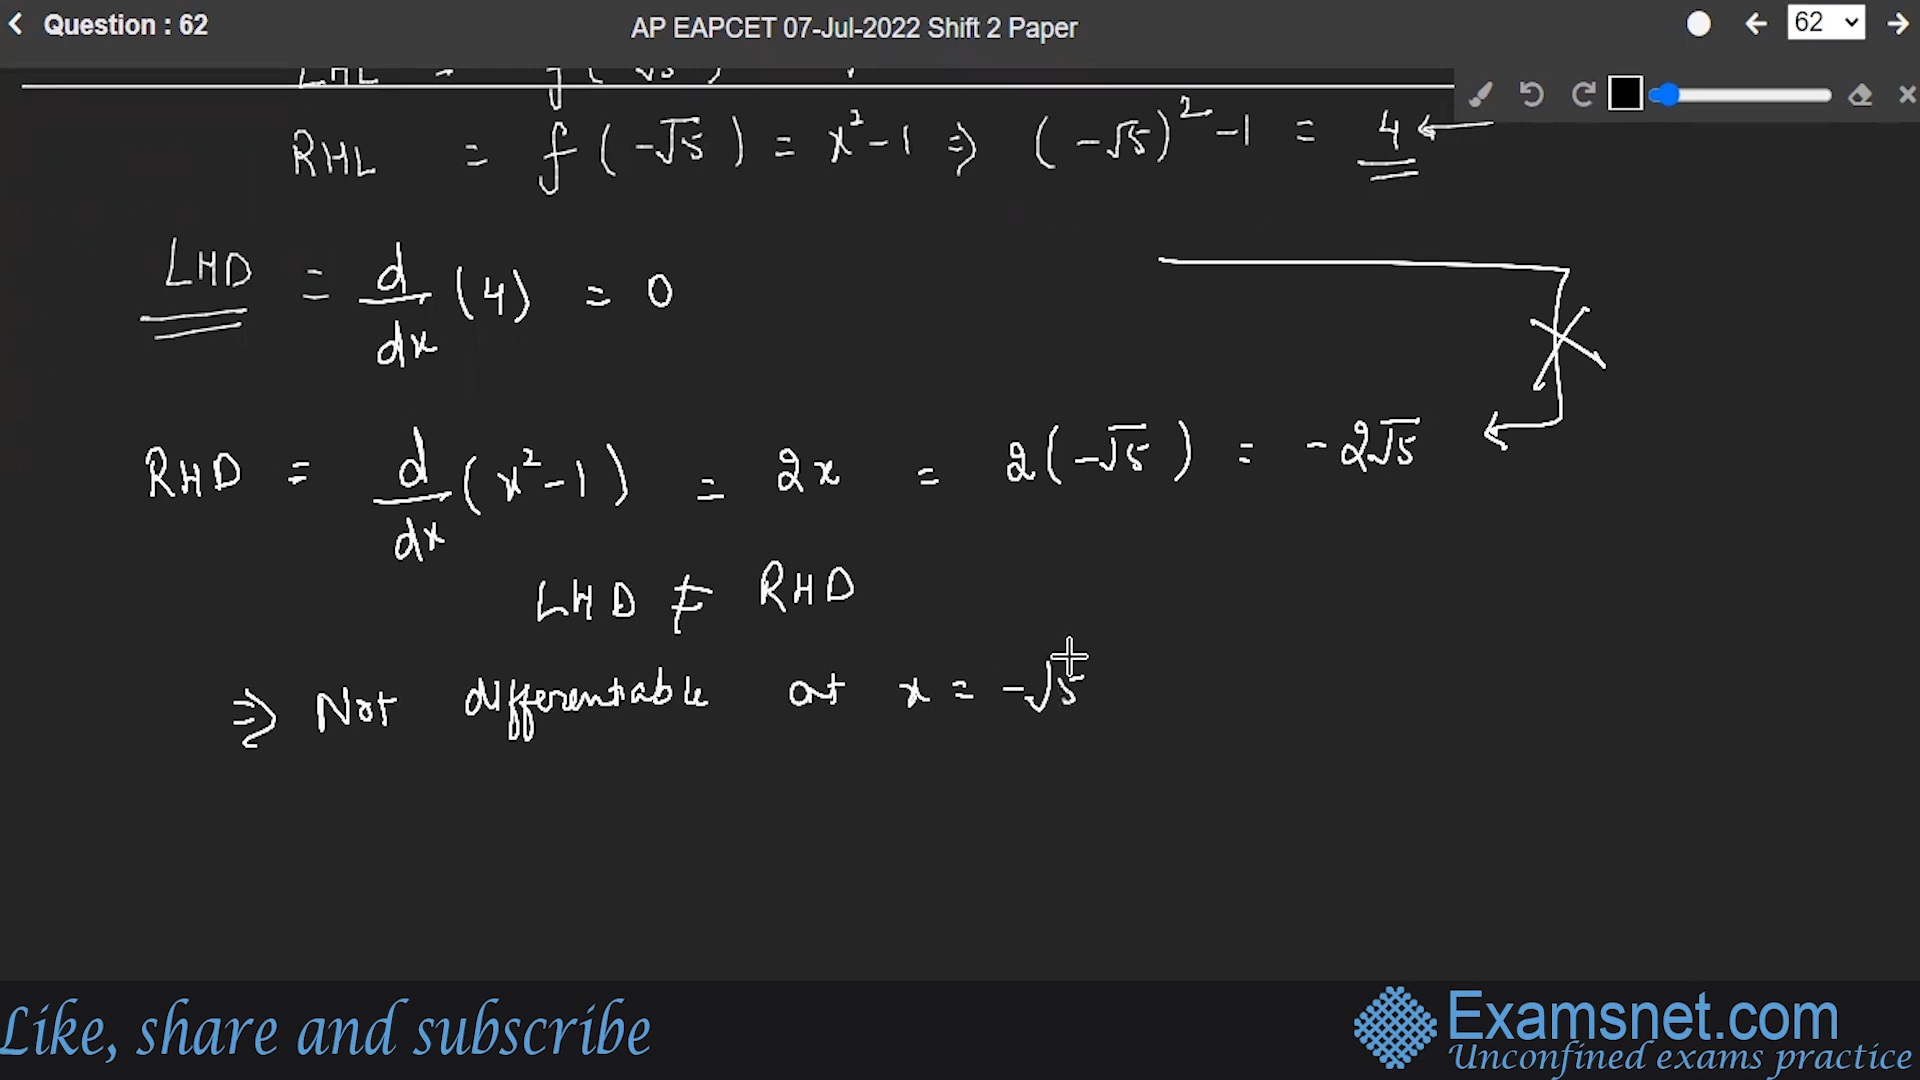 Question : 62
AP EAPCET 07-Jul-2022 Shift 2 Paper
62
RHL = f(-√5) = x²-1 ⇒ (-√5)²-1 = 4
LHD = d/dx (4) = 0
RHD = d/dx (x²-1) = 2x = 2(-√5) = -2√5
LHD ≠ RHD
⇒ Not differentiable at x = -√5
Like, share and subscribe
Examsnet.com
Unconfined exams practice